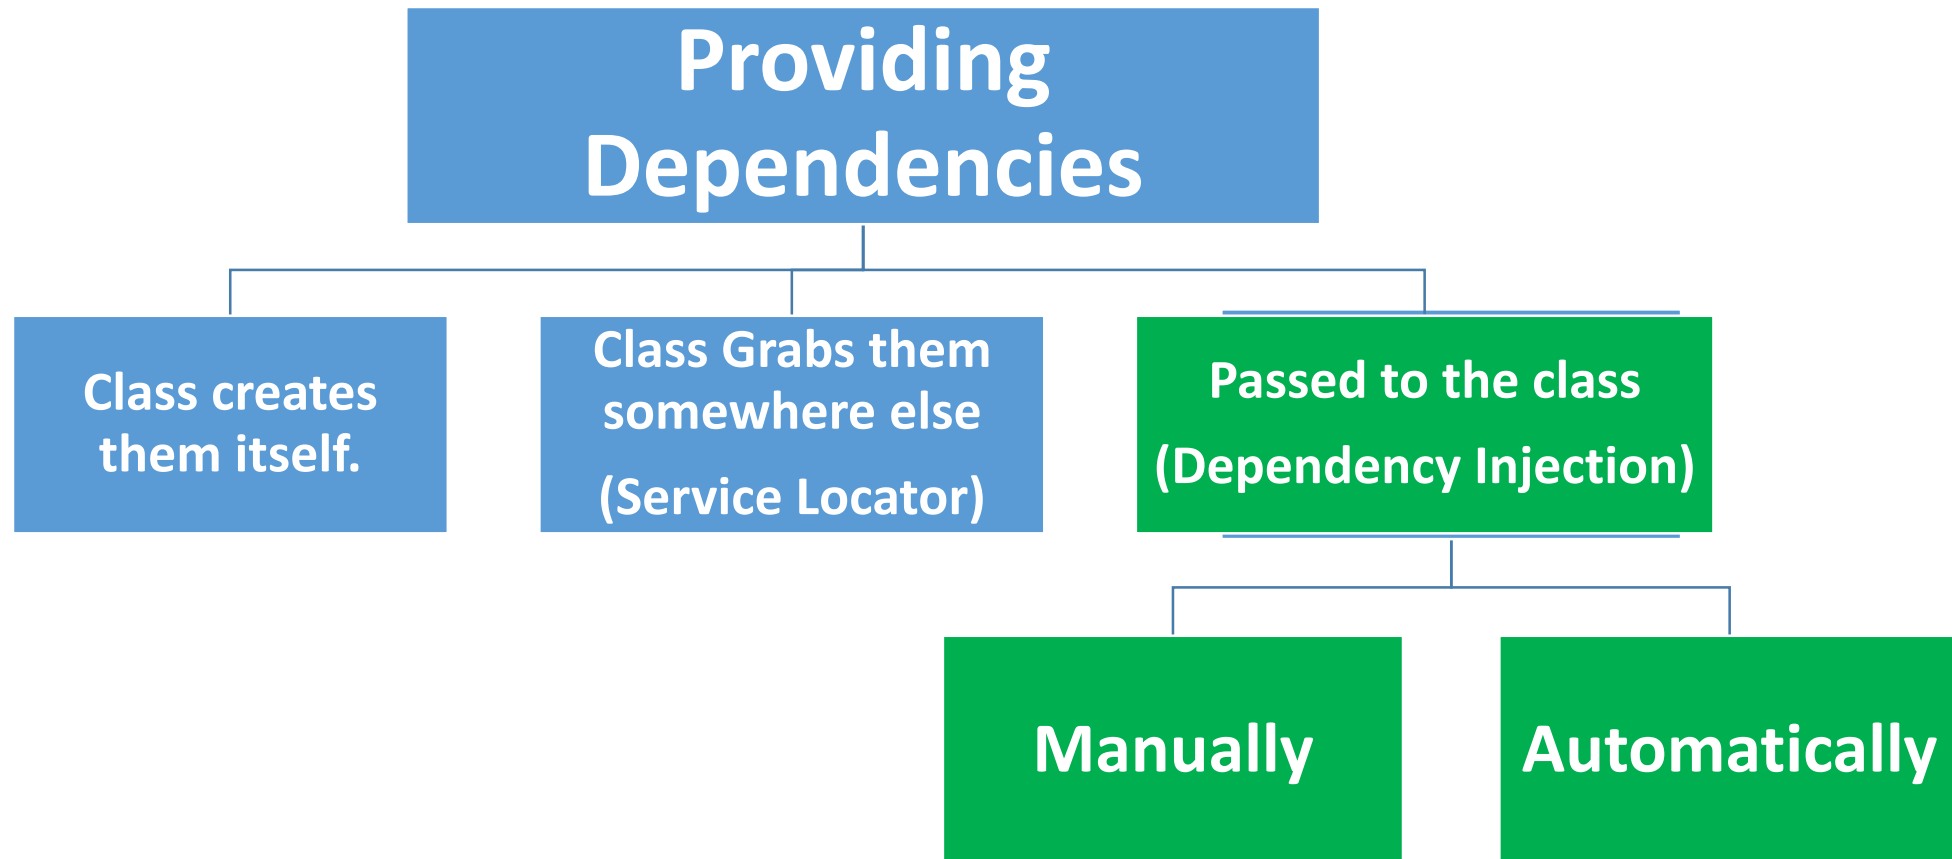 Providing
Dependencies
Class creates
them itself.
Class Grabs them
somewhere else
(Service Locator)
Passed to the class
(Dependency Injection)
Manually
Automatically